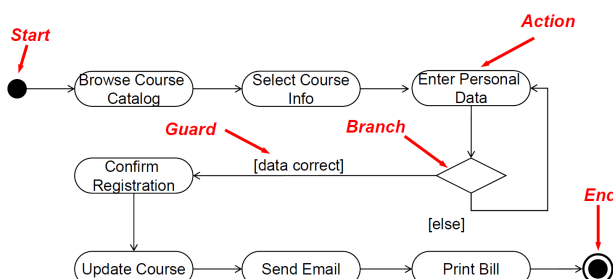 Start
Action
Browse Course
Catalog
Select Course
Info
Enter Personal
Data
Guard
Branch
[data correct]
Confirm
Registration
[else]
End
Update Course
Send Email
Print Bill